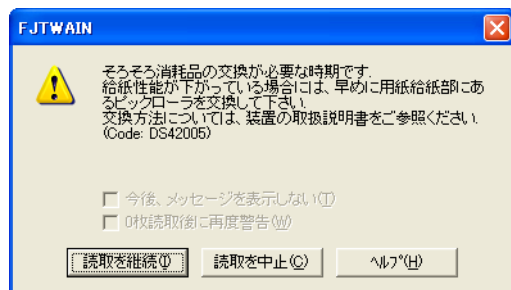 FJTWAIN
そろそろ消耗品の交換が必要な時期です.
給紙性能が下がっている場合には、早めに用紙給紙部にあ
るピックローラを交換して下さい.
交換方法については、装置の取扱説明書をご参照ください.
(Code: DS42005)
今後、メッセージを表示しない(T)
0枚読取後に再度警告(W)
読取を継続(I) 読取を中止(C) ヘルプ(H)